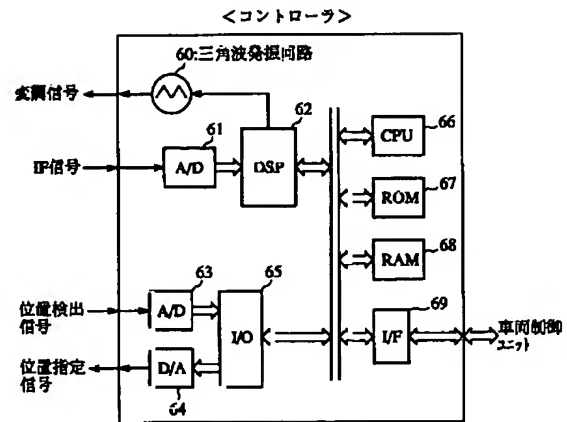 ＜コントローラ＞
60:三角波発振回路
変調信号
61
62
A/D
DSP
IF信号
CPU
66
ROM
67
RAM
68
63
65
69
位置検出
信号
A/D
I/O
I/F
車両制御
ユニット
位置指定
信号
D/A
64